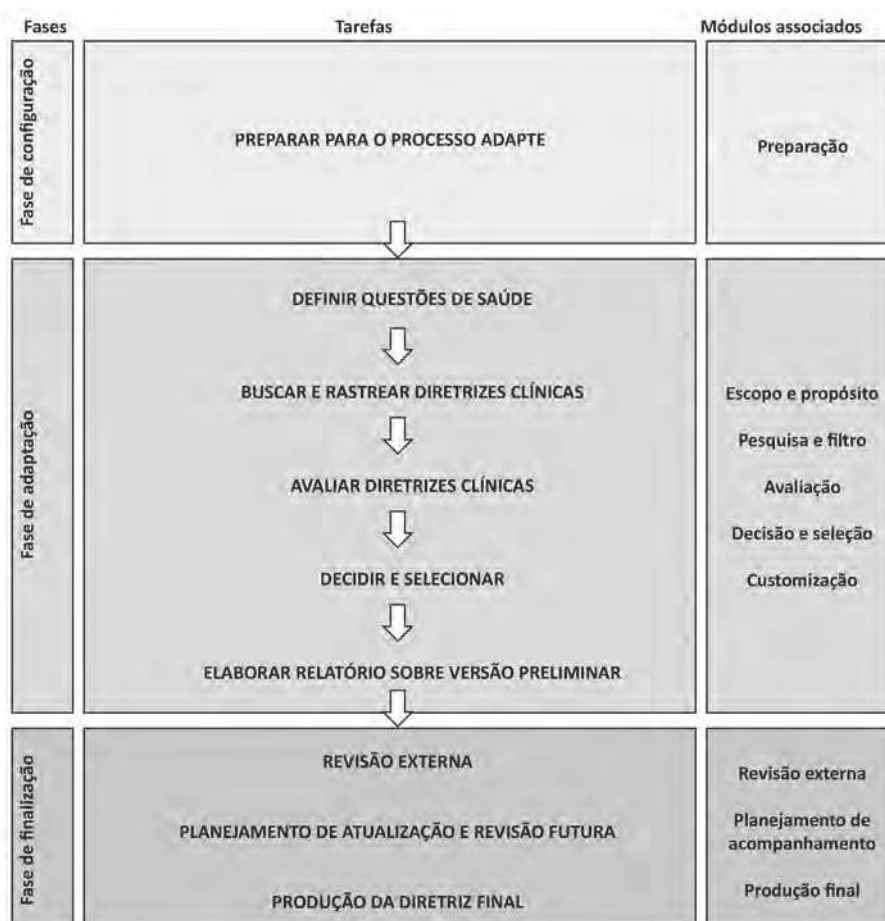 Fases Tarefas Módulos associados
Fase de configuração
PREPARAR PARA O PROCESSO ADAPTE
Preparação
Fase de adaptação
DEFINIR QUESTÕES DE SAÚDE
BUSCAR E RASTREAR DIRETRIZES CLÍNICAS
AVALIAR DIRETRIZES CLÍNICAS
DECIDIR E SELECIONAR
ELABORAR RELATÓRIO SOBRE VERSÃO PRELIMINAR
Escopo e propósito
Pesquisa e filtro
Avaliação
Decisão e seleção
Customização
Fase de finalização
REVISÃO EXTERNA
PLANEJAMENTO DE ATUALIZAÇÃO E REVISÃO FUTURA
PRODUÇÃO DA DIRETRIZ FINAL
Revisão externa
Planejamento de
acompanhamento
Produção final